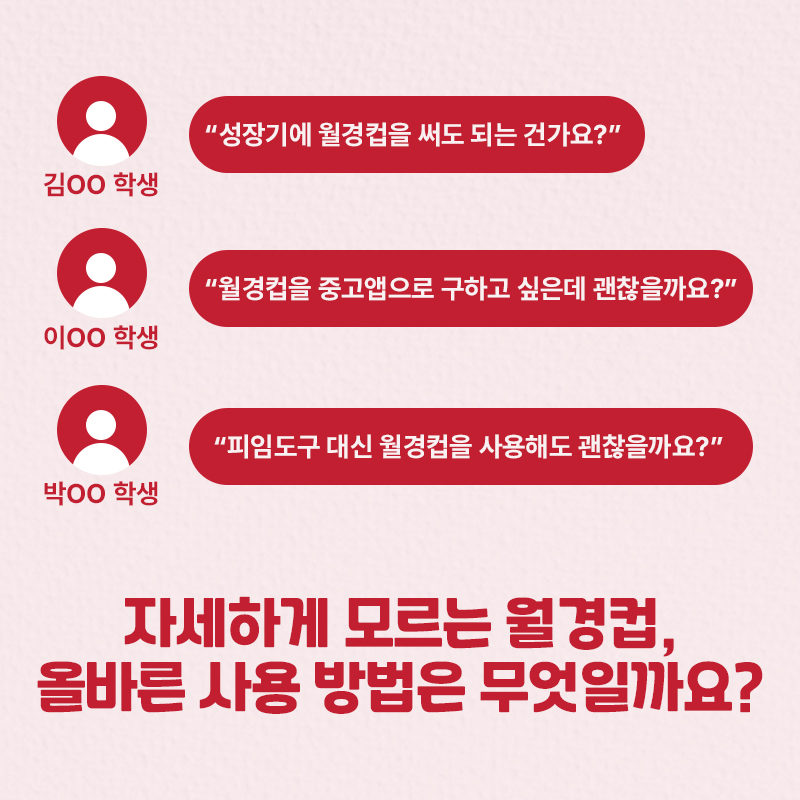 “성장기에 월경컵을 써도 되는 건가요?”
김OO 학생
“월경컵을 중고앱으로 구하고 싶은데 괜찮을까요?”
이OO 학생
“피임도구 대신 월경컵을 사용해도 괜찮을까요?”
박OO 학생
자세하게 모르는 월경컵,
올바른 사용 방법은 무엇일까요?